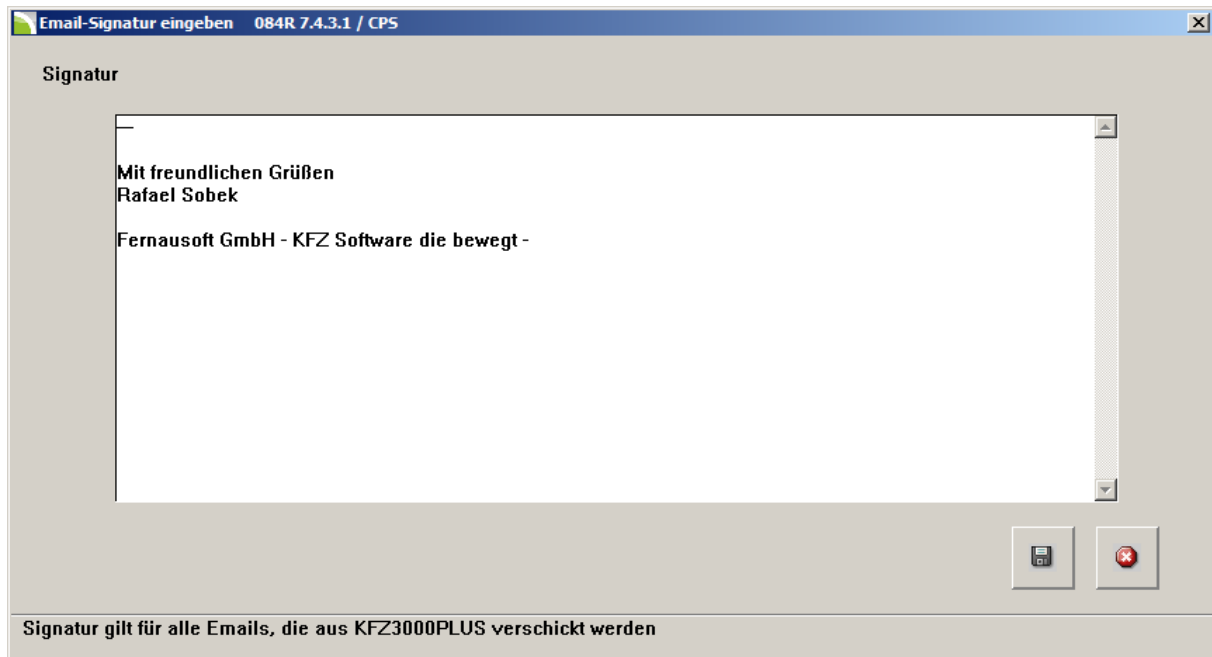 Email-Signatur eingeben 084R 7.4.3.1 / CPS
Signatur
—
Mit freundlichen Grüßen
Rafael Sobek
Fernausoft GmbH - KFZ Software die bewegt -
Signatur gilt für alle Emails, die aus KFZ3000PLUS verschickt werden